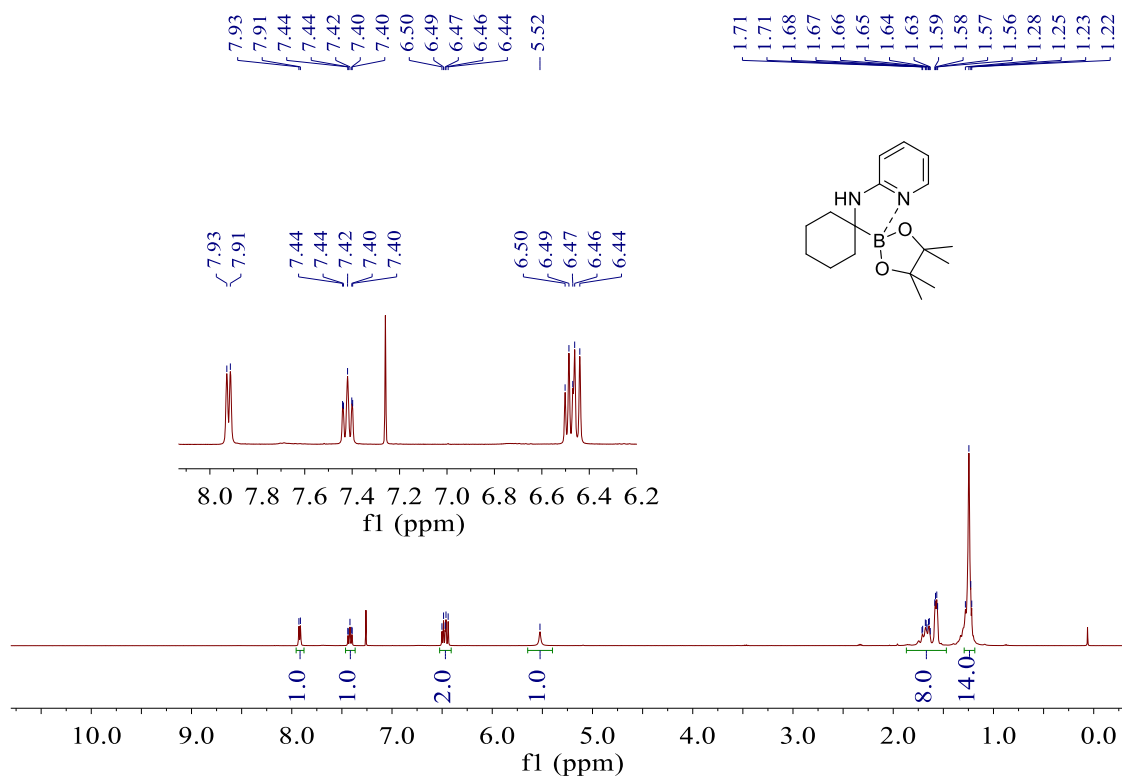 7.93 7.91 7.44 7.44 7.42 7.40 7.40 6.50 6.49 6.47 6.46 6.44 5.52 1.71 1.71 1.68 1.67 1.66 1.65 1.64 1.63 1.59 1.58 1.57 1.56 1.28 1.25 1.23 1.22
HN
N
B
O
O
7.93 7.91 7.44 7.44 7.42 7.40 7.40 6.50 6.49 6.47 6.46 6.44
8.0 7.8 7.6 7.4 7.2 7.0 6.8 6.6 6.4 6.2
f1 (ppm)
1.0 1.0 2.0 1.0 8.0 14.0
10.0 9.0 8.0 7.0 6.0 5.0 4.0 3.0 2.0 1.0 0.0
f1 (ppm)